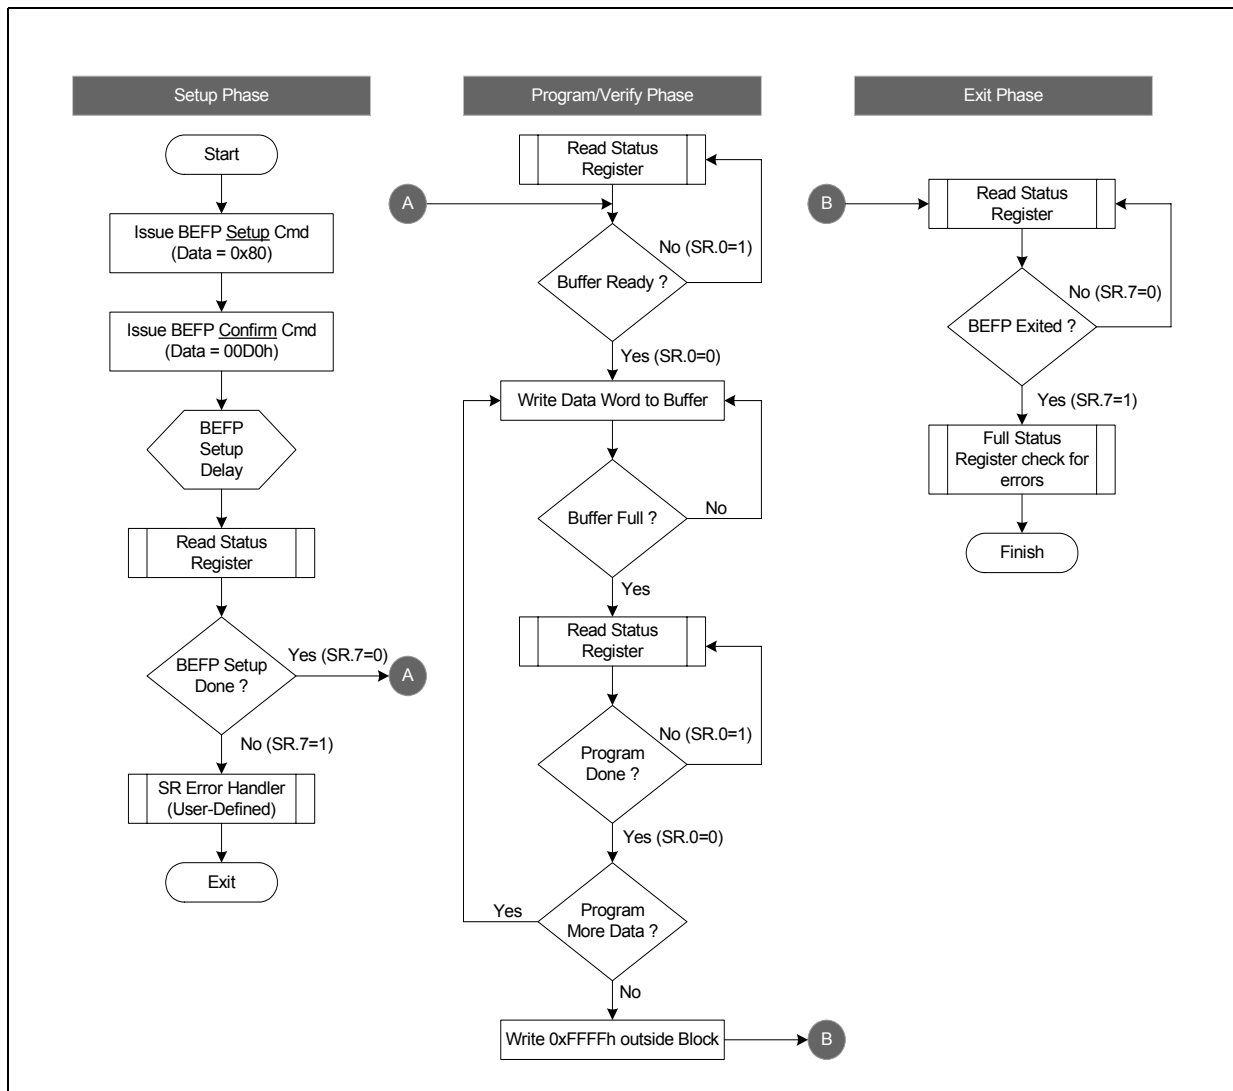 Setup Phase
Start
Issue BEFP Setup Cmd
(Data = 0x80)
Issue BEFP Confirm Cmd
(Data = 00D0h)
BEFP
Setup
Delay
Read Status
Register
BEFP Setup
Done ?
Yes (SR.7=0)
A
No (SR.7=1)
SR Error Handler
(User-Defined)
Exit
Program/Verify Phase
Read Status
Register
A
No (SR.0=1)
Buffer Ready ?
Yes (SR.0=0)
Write Data Word to Buffer
Buffer Full ?
No
Yes
Read Status
Register
No (SR.0=1)
Program
Done ?
Yes (SR.0=0)
Yes
Program
More Data ?
No
Write 0xFFFFh outside Block
B
Exit Phase
B
Read Status
Register
No (SR.7=0)
BEFP Exited ?
Yes (SR.7=1)
Full Status
Register check for
errors
Finish